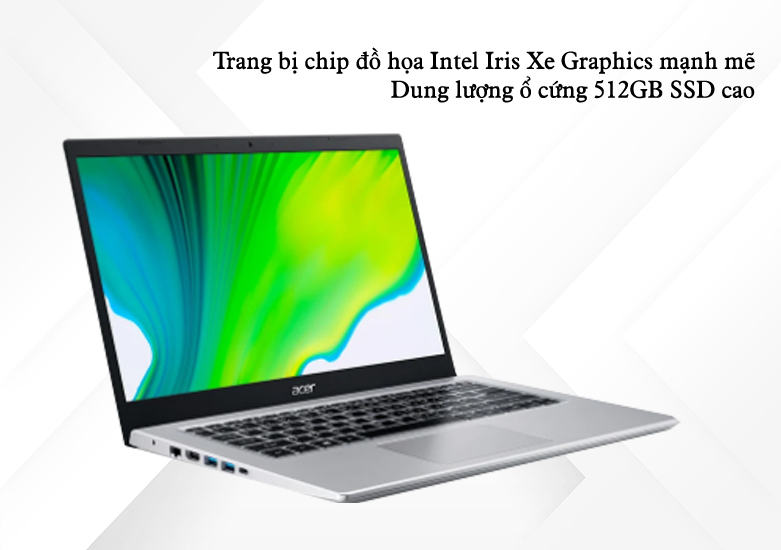 Trang bị chip đồ họa Intel Iris Xe Graphics mạnh mẽ
Dung lượng ổ cứng 512GB SSD cao
acer